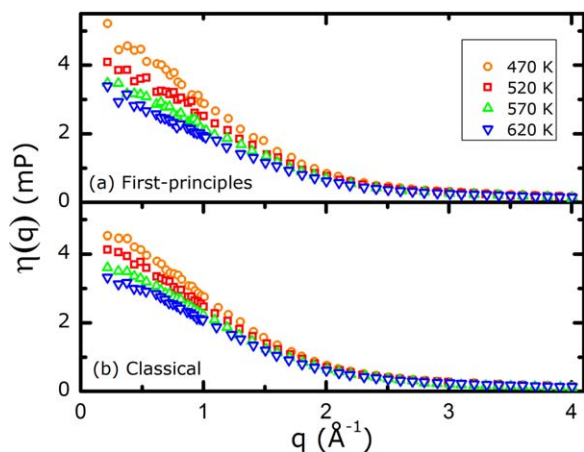 4
2
0
(a) First-principles
470 K
520 K
570 K
620 K
η(q) (mP)
4
2
0
(b) Classical
0 1 2 3 4
q (Å⁻¹)